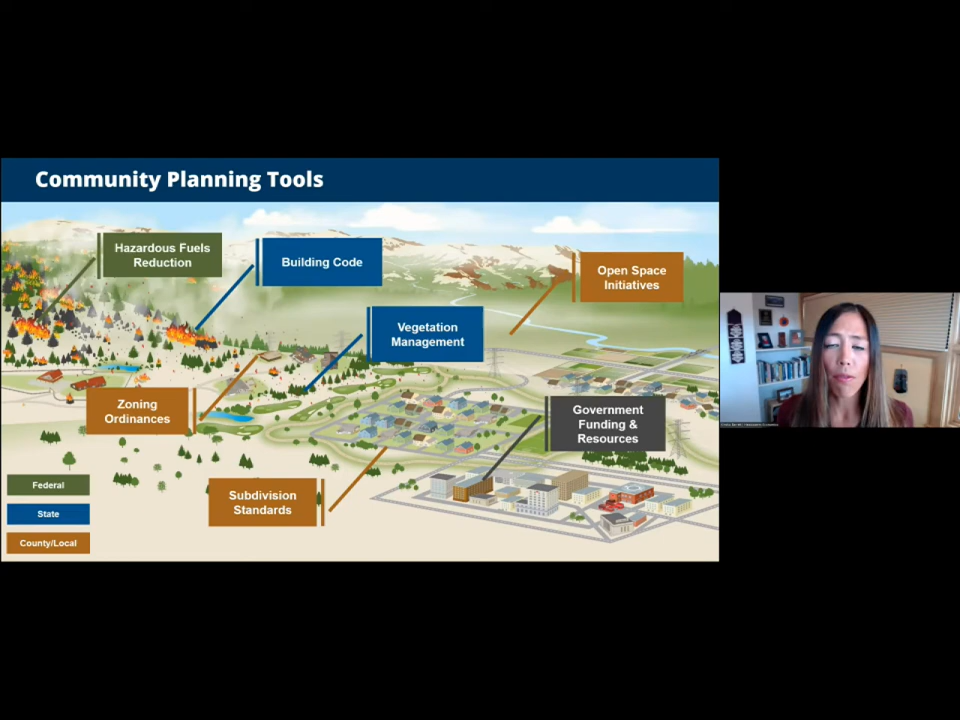 Community Planning Tools
Hazardous Fuels
Reduction
Building Code
Open Space
Initiatives
Vegetation
Management
Zoning
Ordinances
Government
Funding &
Resources
Subdivision
Standards
Federal
State
County/Local